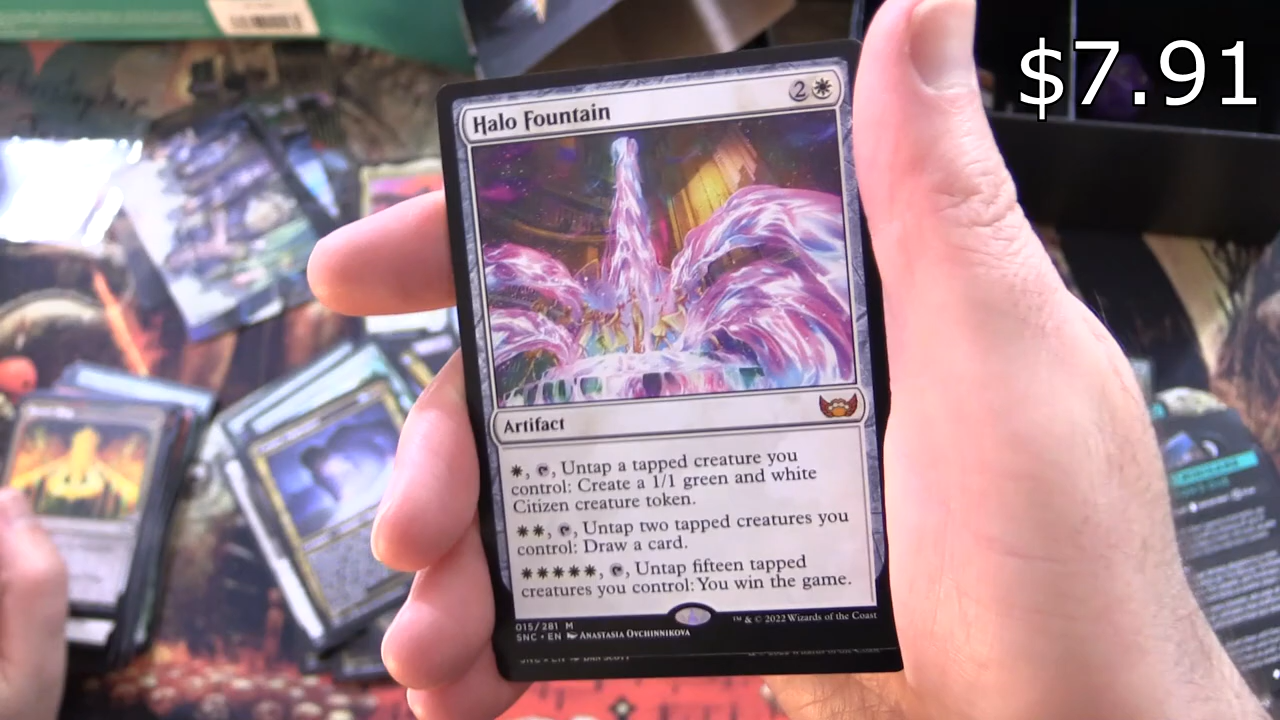 $7.91
Halo Fountain 2
Artifact
, , Untap a tapped creature you
control: Create a 1/1 green and white
Citizen creature token.
, , Untap two tapped creatures you
control: Draw a card.
, , Untap fifteen tapped
creatures you control: You win the game.
015/281 M
SNC • EN ANASTASIA OVCHINNIKOVA
™ & © 2022 Wizards of the Coast